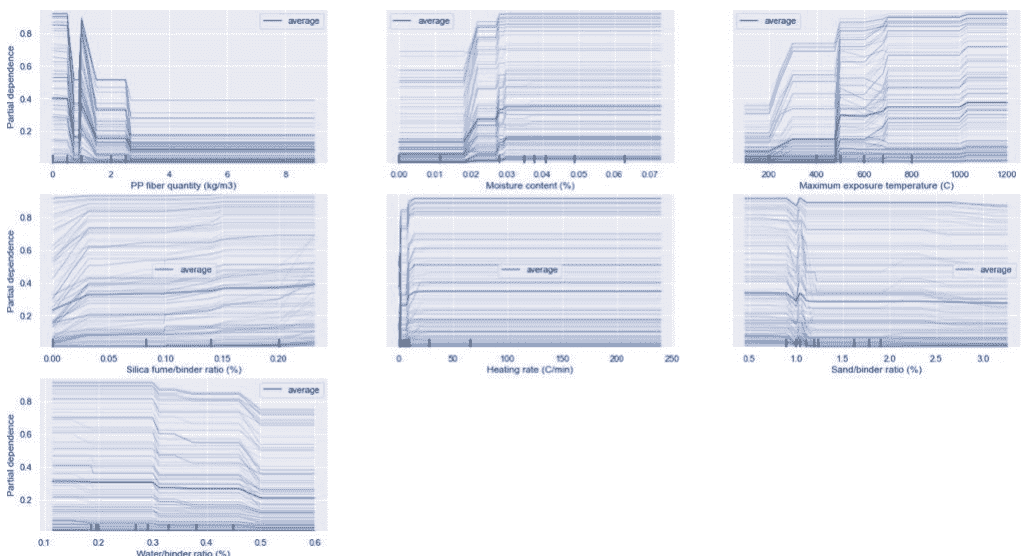 average
average
average
0.8
0.6
0.4
0.2
Partial dependence
0 2 4 6 8
0.00 0.01 0.02 0.03 0.04 0.05 0.06 0.07
200 400 600 800 1000 1200
PP fiber quantity (kg/m3)
Moisture content (%)
Maximum exposure temperature (C)
0.8
0.6
0.4
0.2
Partial dependence
average
average
average
0.00 0.05 0.10 0.15 0.20
0 50 100 150 200 250
0.5 1.0 1.5 2.0 2.5 3.0
Silica fume/binder ratio (%)
Heating rate (C/min)
Sand/binder ratio (%)
average
0.8
0.6
0.4
0.2
Partial dependence
0.1 0.2 0.3 0.4 0.5 0.6
Water/binder ratio (%)